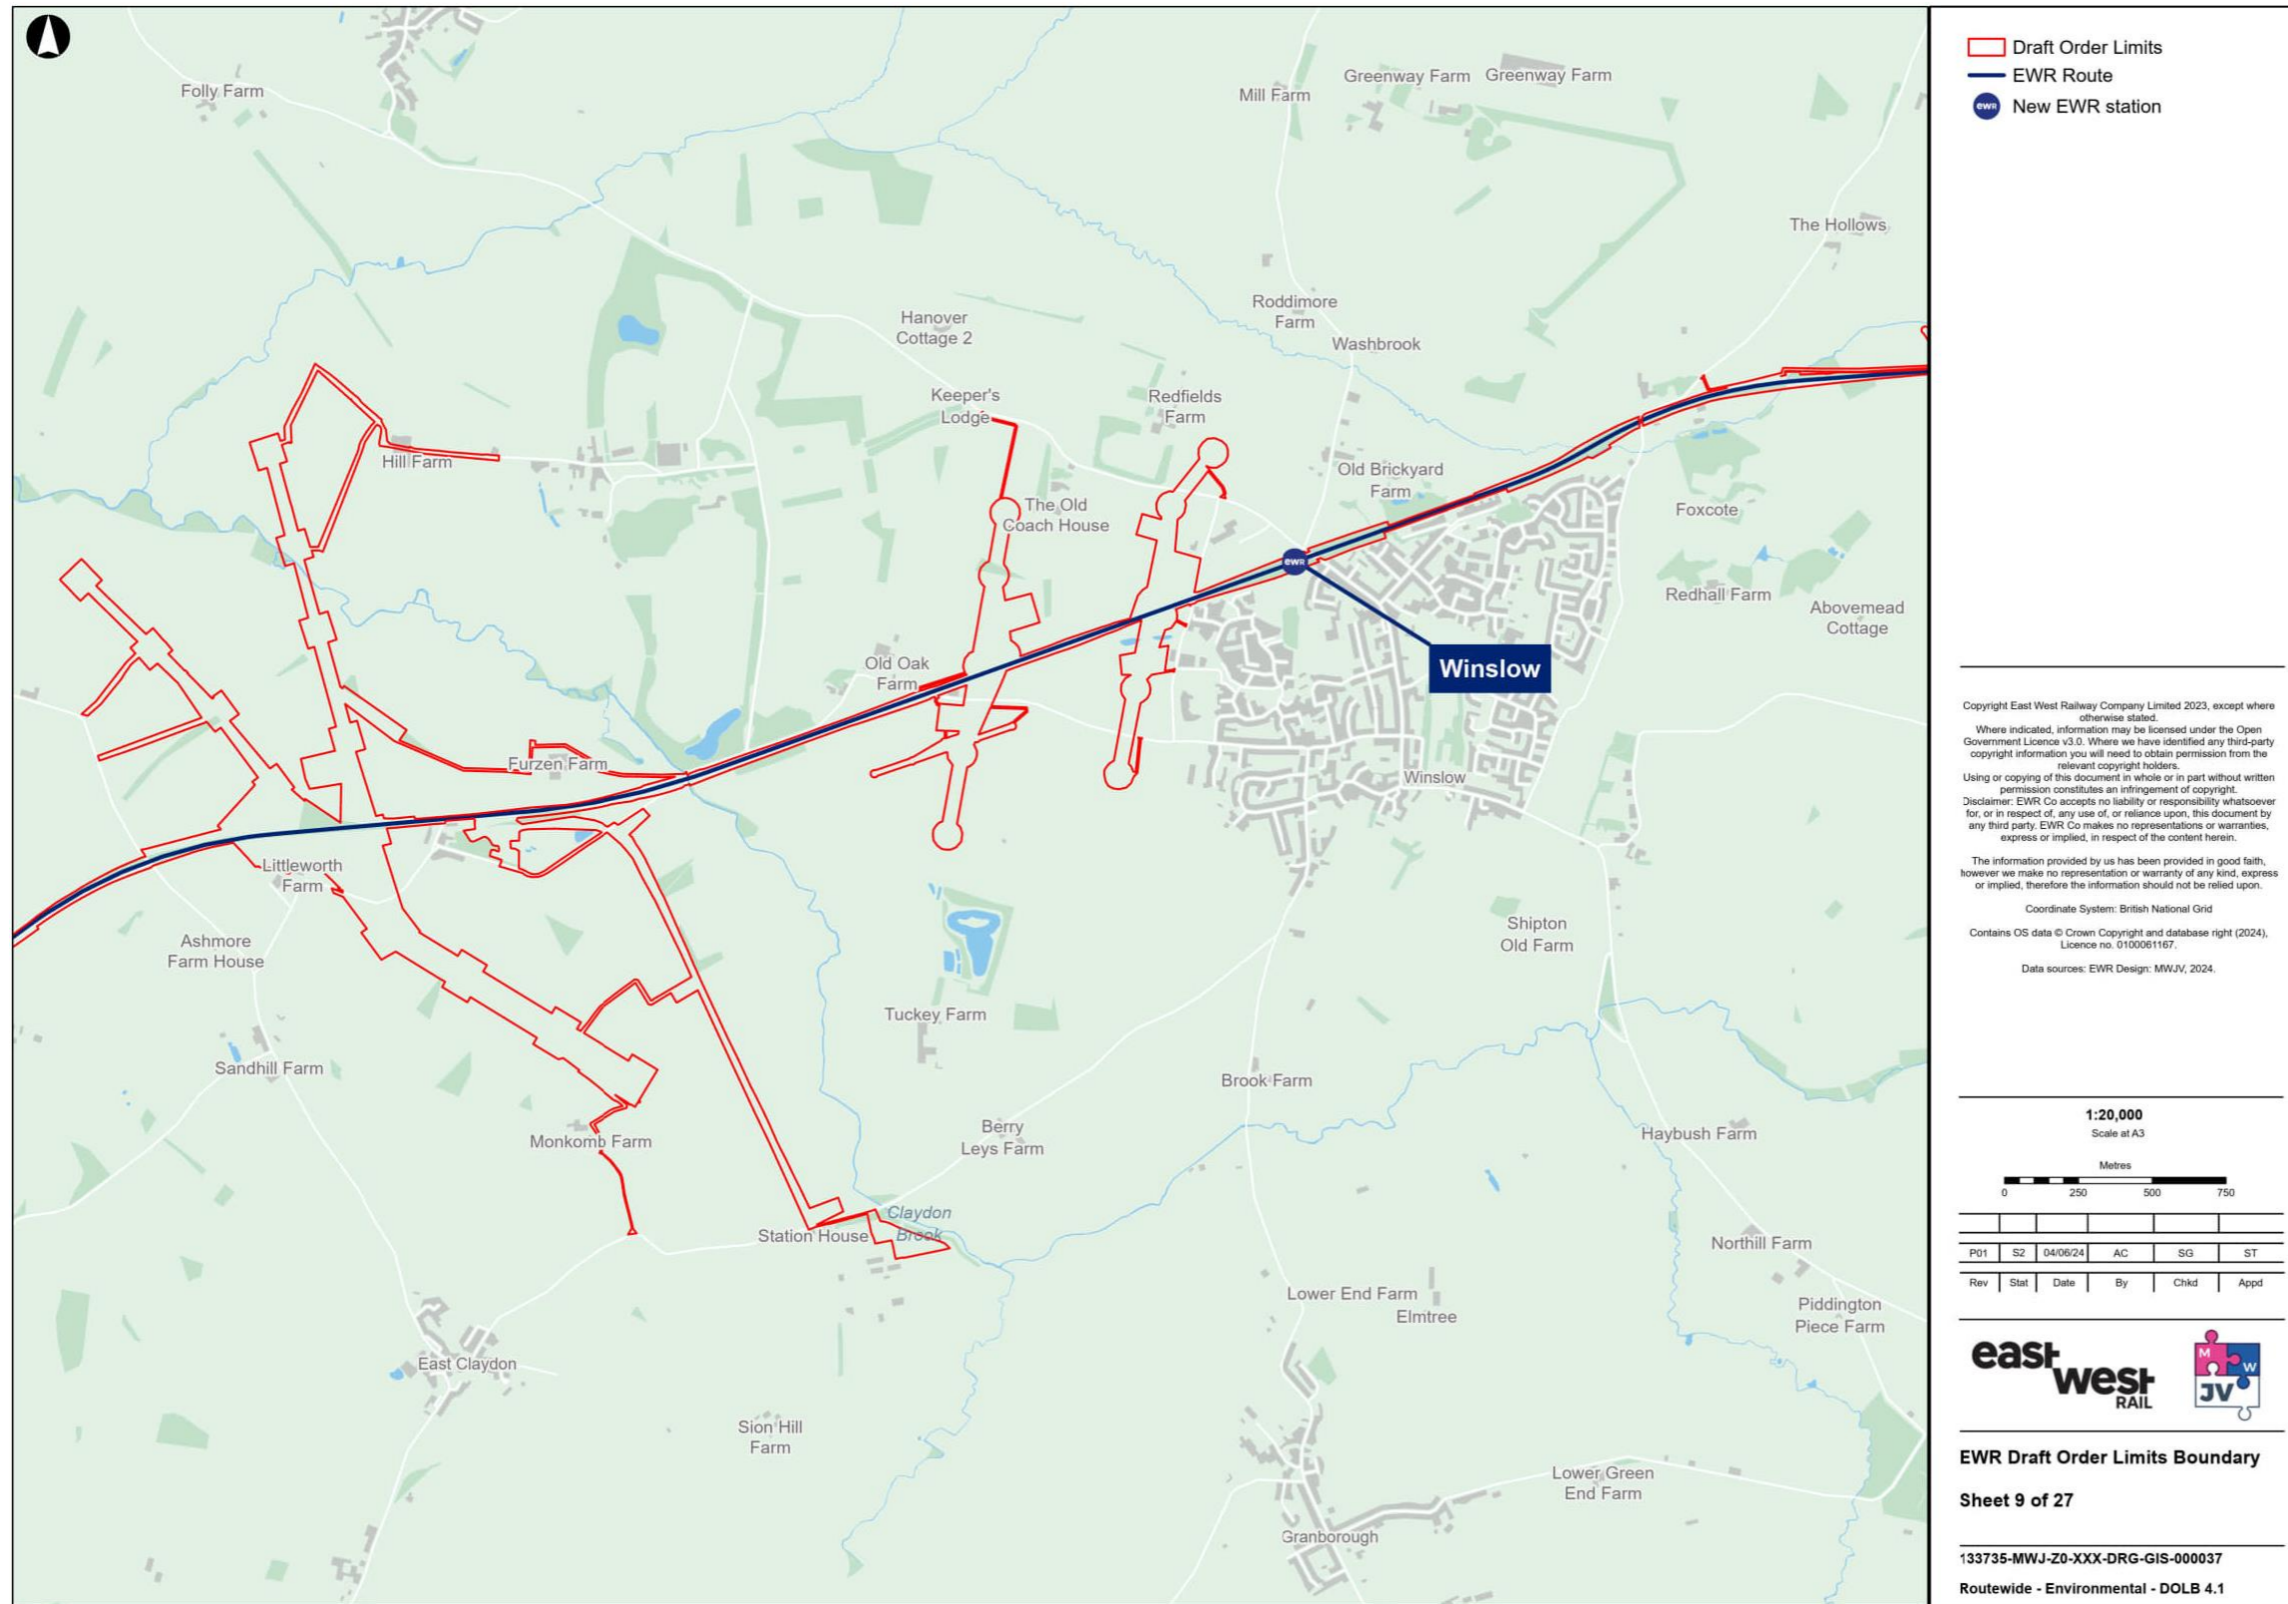 Folly Farm
Mill Farm
Greenway Farm
Greenway Farm
The Hollows
Roddimore
Farm
Washbrook
Hanover
Cottage 2
Keeper's
Lodge
Redfields
Farm
Hill Farm
Old Brickyard
Farm
The Old
Coach House
Foxcote
ewr
Redhall Farm
Abovemead
Cottage
Winslow
Old Oak
Farm
Furzen Farm
Winslow
Littleworth
Farm
Ashmore
Farm House
Shipton
Old Farm
Tuckey Farm
Sandhill Farm
Brook Farm
Monkomb Farm
Berry
Leys Farm
Haybush Farm
Claydon
Brook
Station House
Northill Farm
Lower End Farm
Elmtree
Piddington
Piece Farm
East Claydon
Sion Hill
Farm
Lower Green
End Farm
Granborough
Draft Order Limits
EWR Route
ewr New EWR station
Copyright East West Railway Company Limited 2023, except where
otherwise stated.
Where indicated, information may be licensed under the Open
Government Licence v3.0. Where we have identified any third-party
copyright information you will need to obtain permission from the
relevant copyright holders.
Using or copying of this document in whole or in part without written
permission constitutes an infringement of copyright.
Disclaimer: EWR Co accepts no liability or responsibility whatsoever
for, or in respect of, any use of, or reliance upon, this document by
any third party. EWR Co makes no representations or warranties,
express or implied, in respect of the content herein.
The information provided by us has been provided in good faith,
however we make no representation or warranty of any kind, express
or implied, therefore the information should not be relied upon.
Coordinate System: British National Grid
Contains OS data © Crown Copyright and database right (2024),
Licence no. 0100061167.
Data sources: EWR Design: MWJV, 2024.
1:20,000
Scale at A3
Metres
0 250 500 750
P01 S2 04/06/24 AC SG ST
Rev Stat Date By Chkd Appd
east
west
RAIL
M
W
JV
EWR Draft Order Limits Boundary
Sheet 9 of 27
133735-MWJ-Z0-XXX-DRG-GIS-000037
Routewide - Environmental - DOLB 4.1